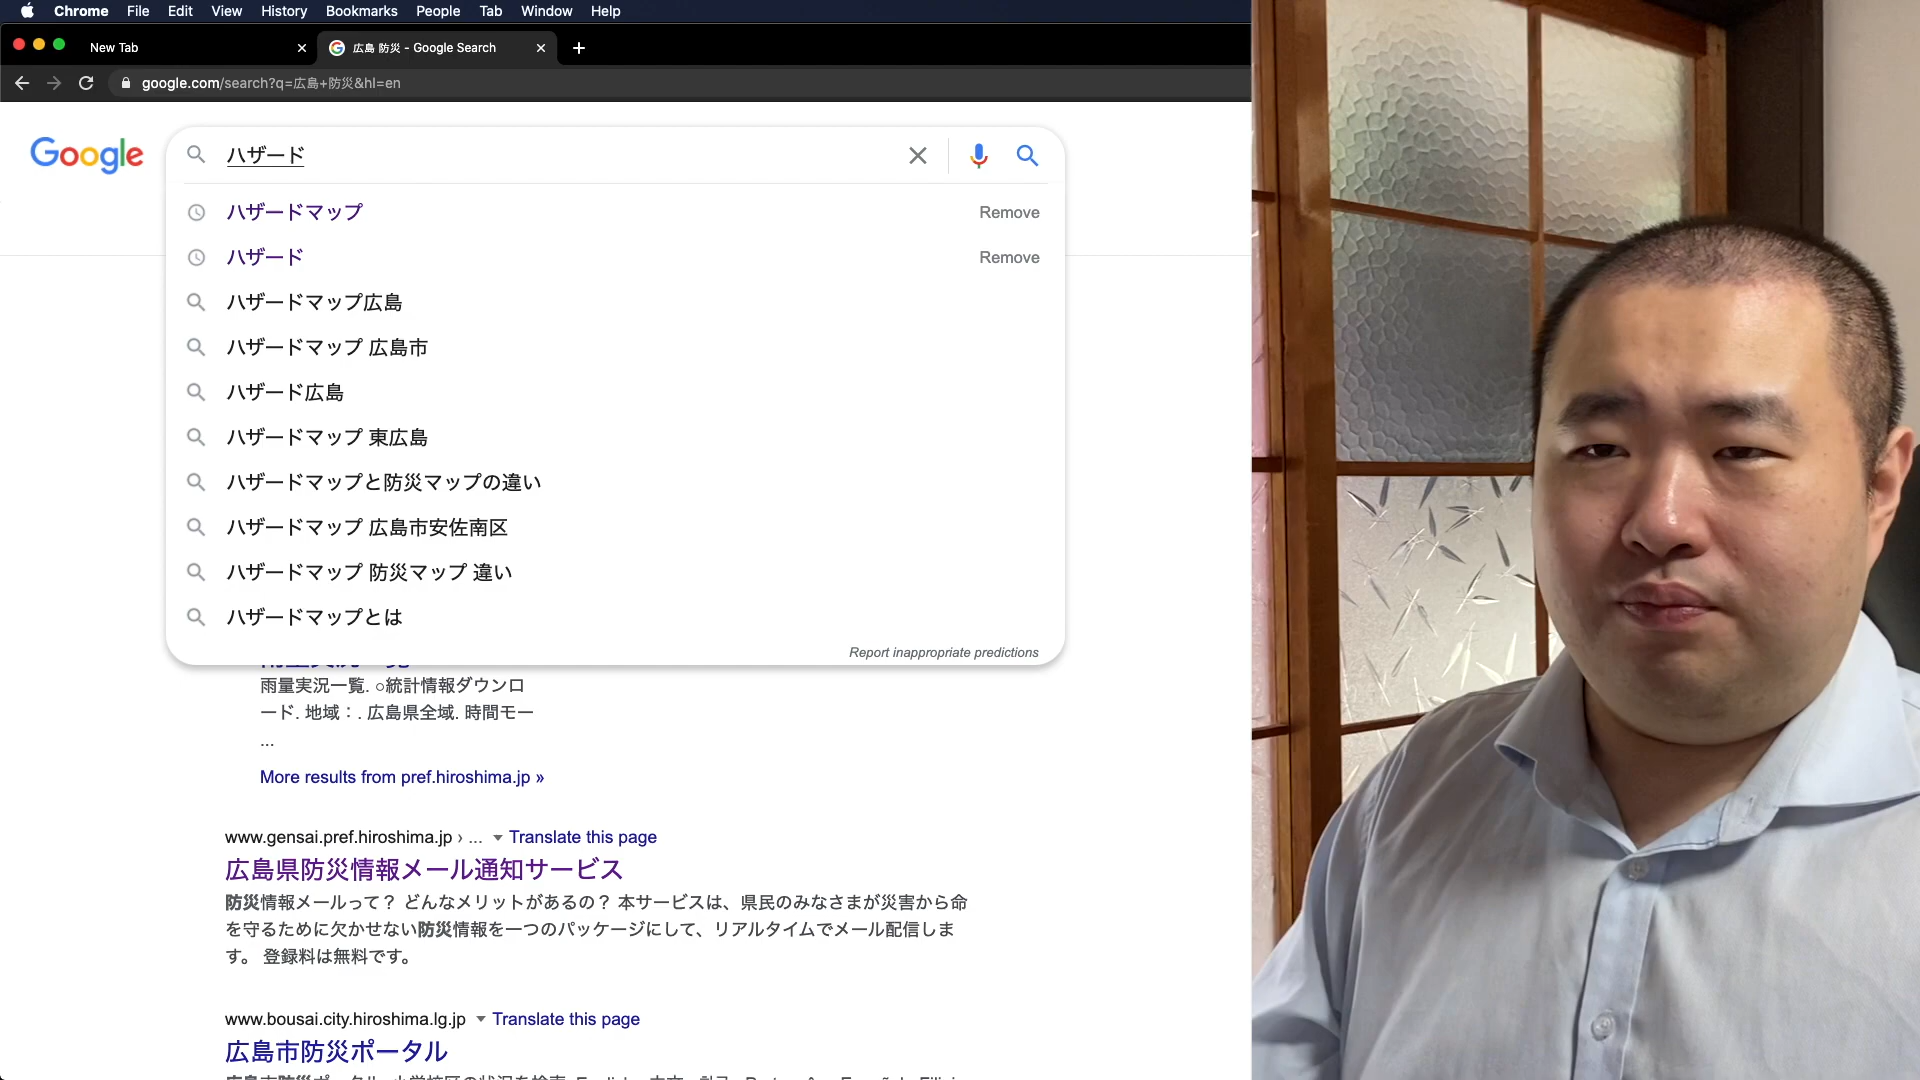 Chrome File Edit View History Bookmarks People Tab Window Help
New Tab
広島 防災 - Google Search
google.com/search?q=広島+防災&hl=en
Google
ハザード
ハザードマップ Remove
ハザード Remove
ハザードマップ広島
ハザードマップ 広島市
ハザード広島
ハザードマップ 東広島
ハザードマップと防災マップの違い
ハザードマップ 広島市安佐南区
ハザードマップ 防災マップ 違い
ハザードマップとは
Report inappropriate predictions
雨量実況一覧. ○統計情報ダウンロ
ード. 地域：. 広島県全域. 時間モー
...
More results from pref.hiroshima.jp »
www.gensai.pref.hiroshima.jp › ... Translate this page
広島県防災情報メール通知サービス
防災情報メールって？ どんなメリットがあるの？ 本サービスは、県民のみなさまが災害から命
を守るために欠かせない防災情報を一つのパッケージにして、リアルタイムでメール配信しま
す。 登録料は無料です。
www.bousai.city.hiroshima.lg.jp Translate this page
広島市防災ポータル